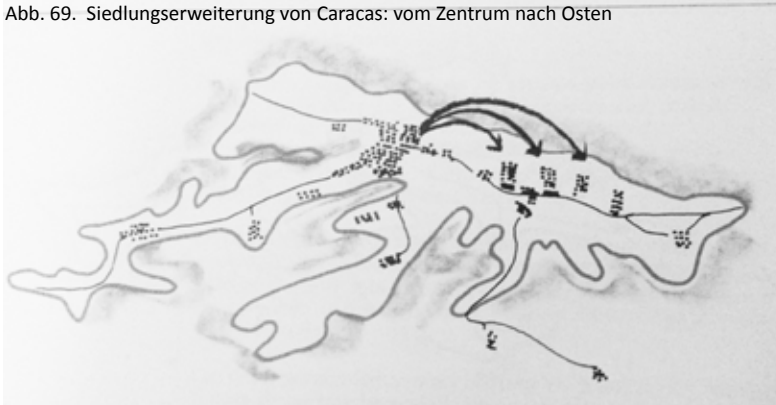 Abb. 69.  Siedlungserweiterung von Caracas: vom Zentrum nach Osten